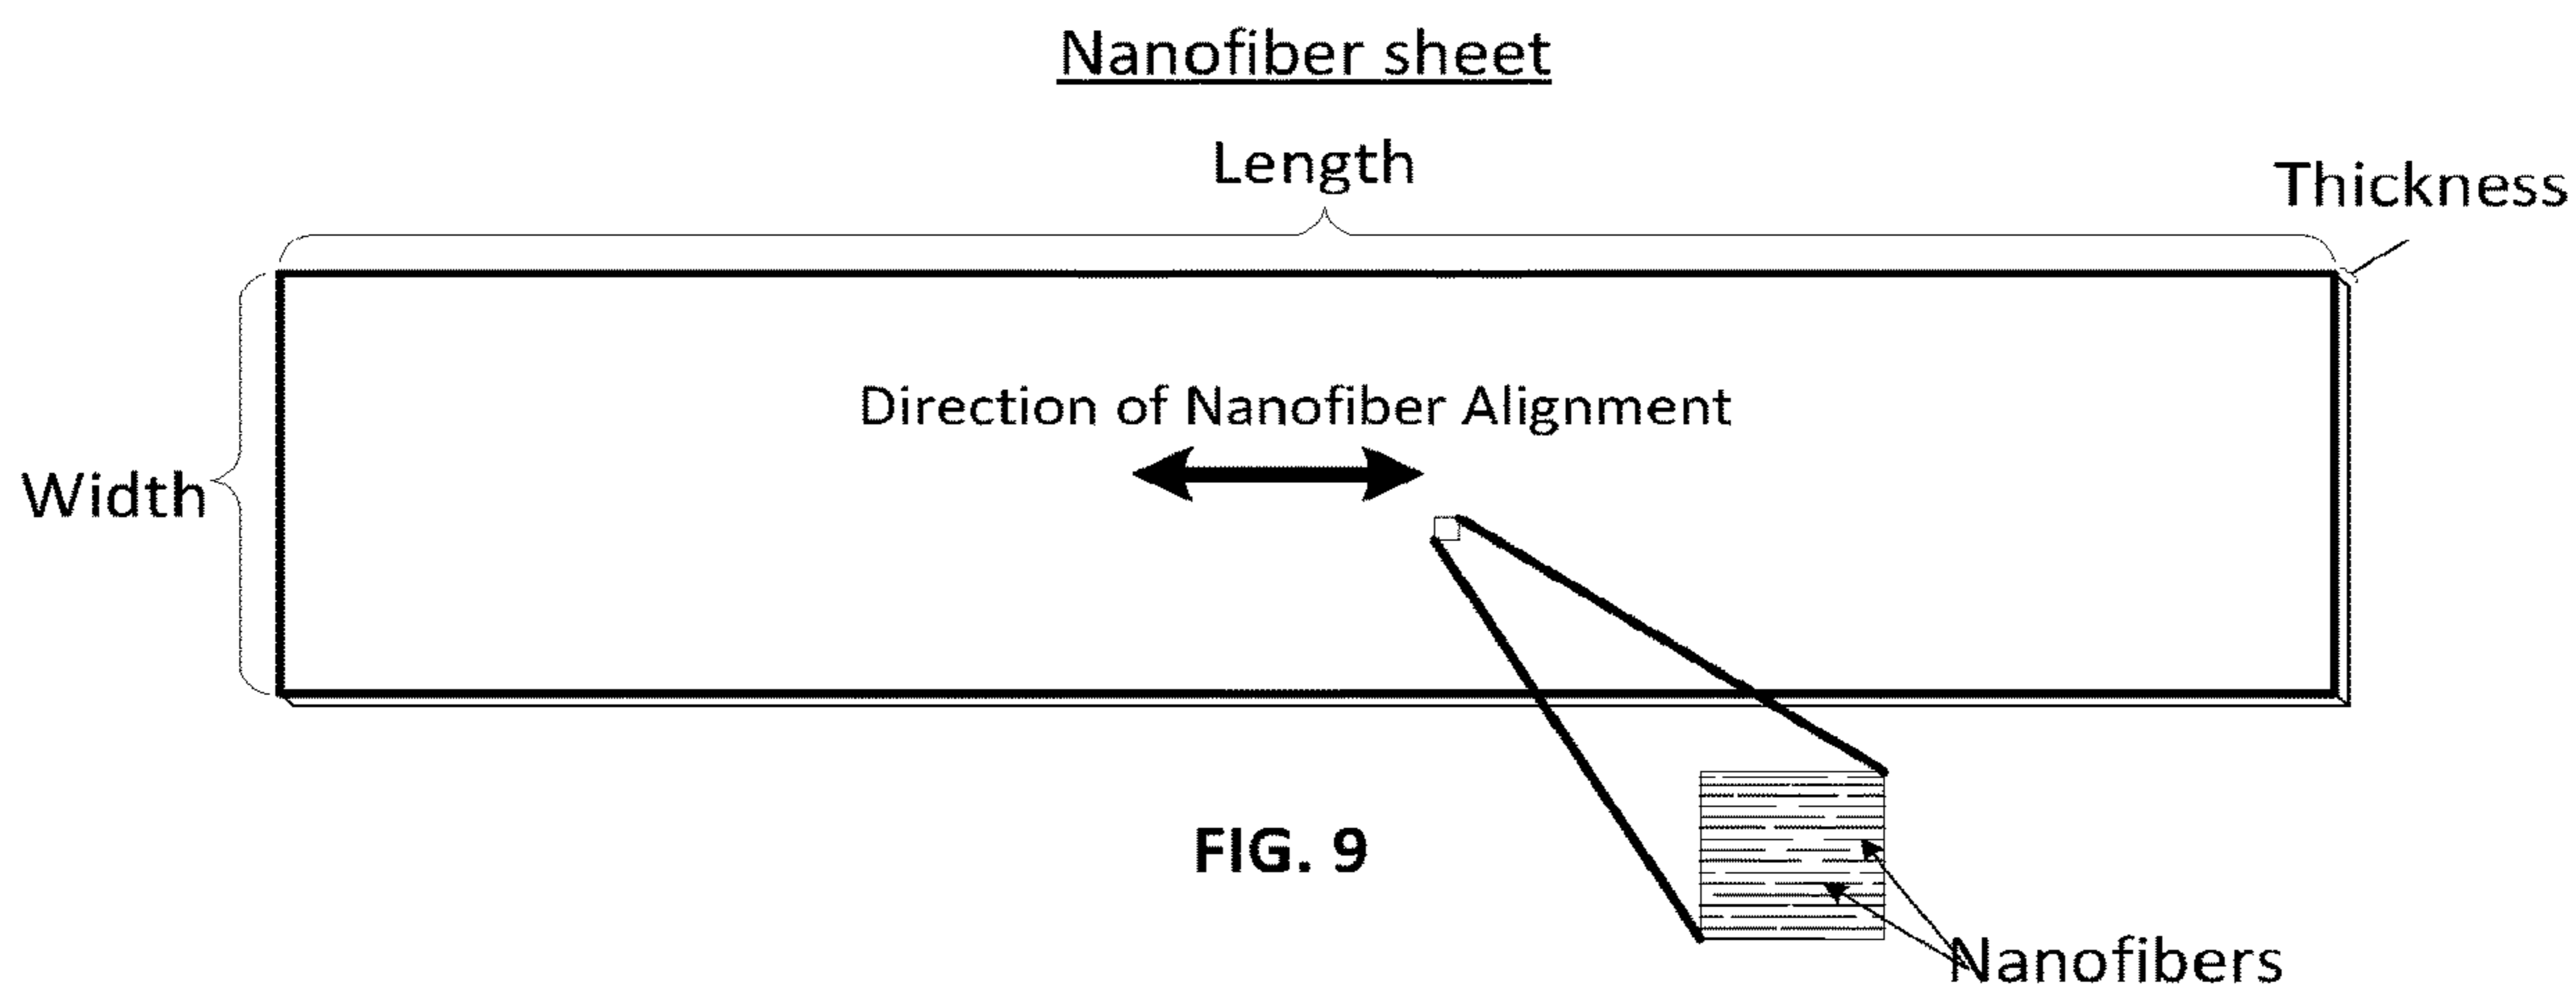 Nanofiber sheet
Length
Thickness
Direction of Nanofiber Alignment
Width
FIG. 9
Nanofibers